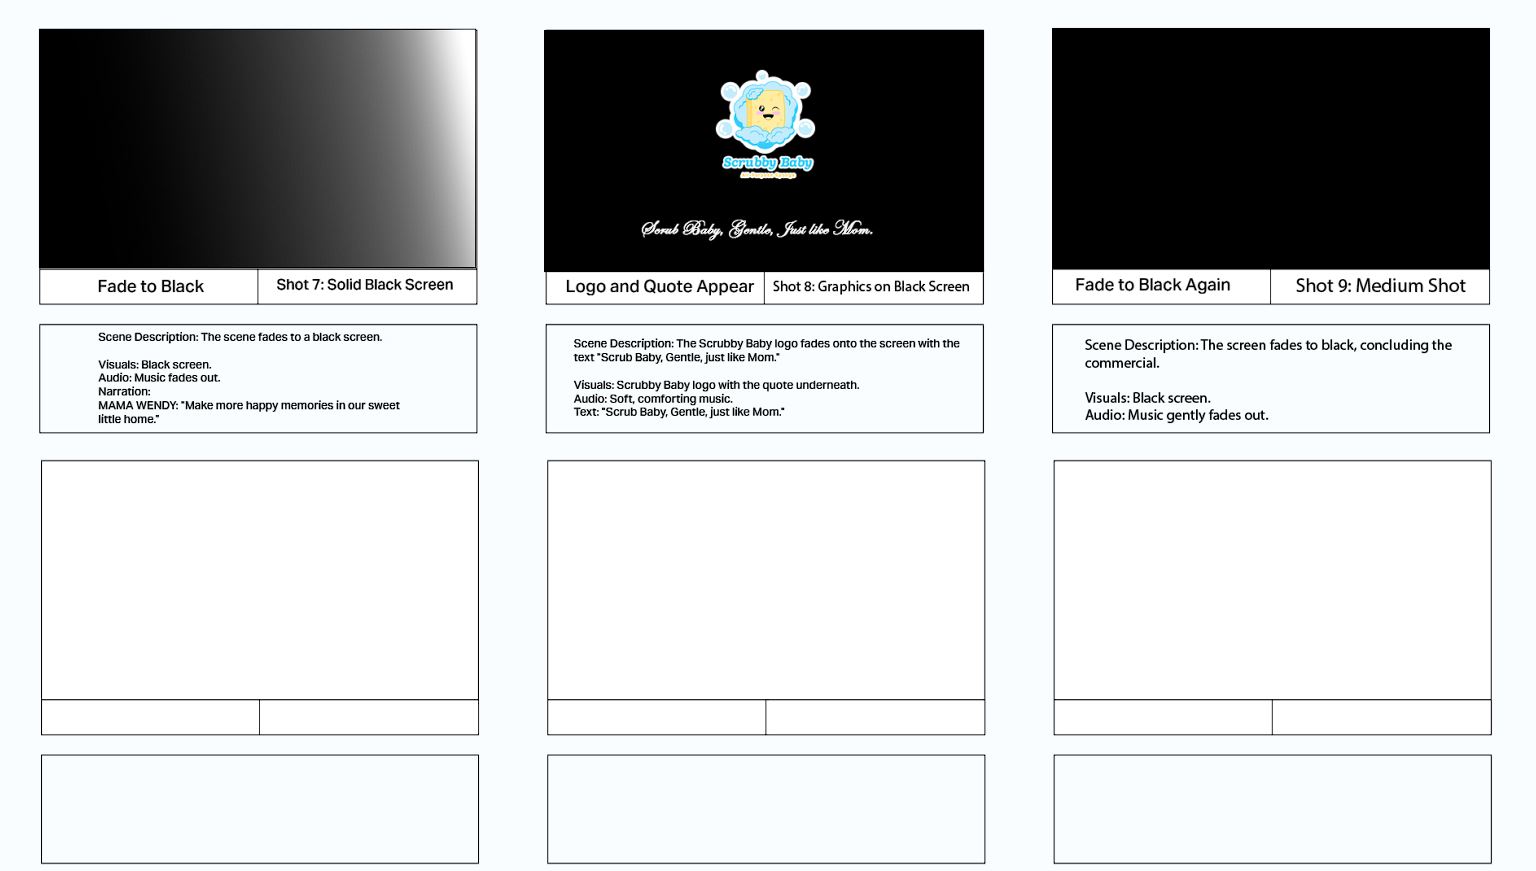 Scrubby Baby
All-Purpose Sponge
Scrub Baby, Gentle, Just like Mom.
Fade to Black
Shot 7: Solid Black Screen
Logo and Quote Appear
Shot 8: Graphics on Black Screen
Fade to Black Again
Shot 9: Medium Shot
Scene Description: The scene fades to a black screen.
Visuals: Black screen.
Audio: Music fades out.
Narration:
MAMA WENDY: "Make more happy memories in our sweet
little home."
Scene Description: The Scrubby Baby logo fades onto the screen with the
text "Scrub Baby, Gentle, just like Mom."
Visuals: Scrubby Baby logo with the quote underneath.
Audio: Soft, comforting music.
Text: "Scrub Baby, Gentle, just like Mom."
Scene Description: The screen fades to black, concluding the
commercial.
Visuals: Black screen.
Audio: Music gently fades out.